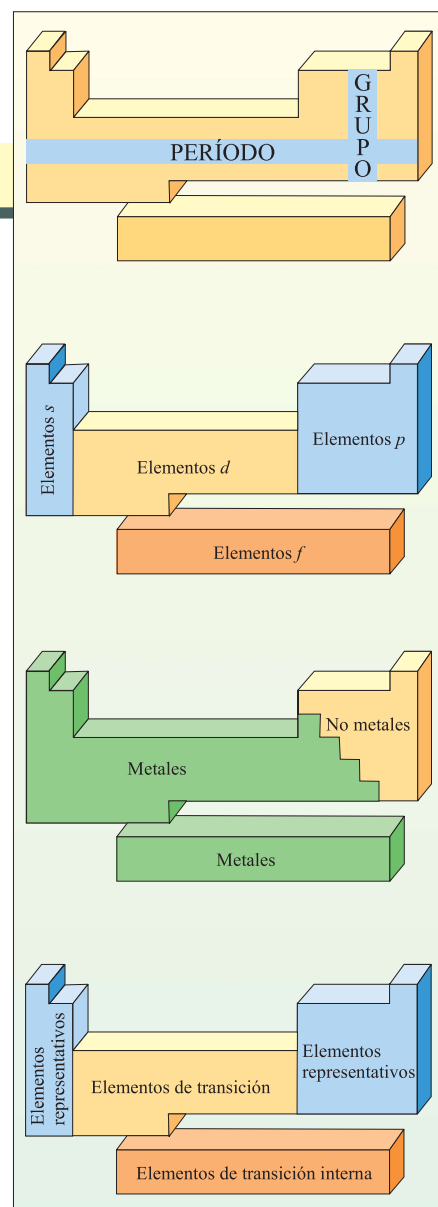 GRUPO
PERÍODO
Elementos s
Elementos d
Elementos p
Elementos f
No metales
Metales
Metales
Elementos
representativos
Elementos de transición
Elementos
representativos
Elementos de transición interna